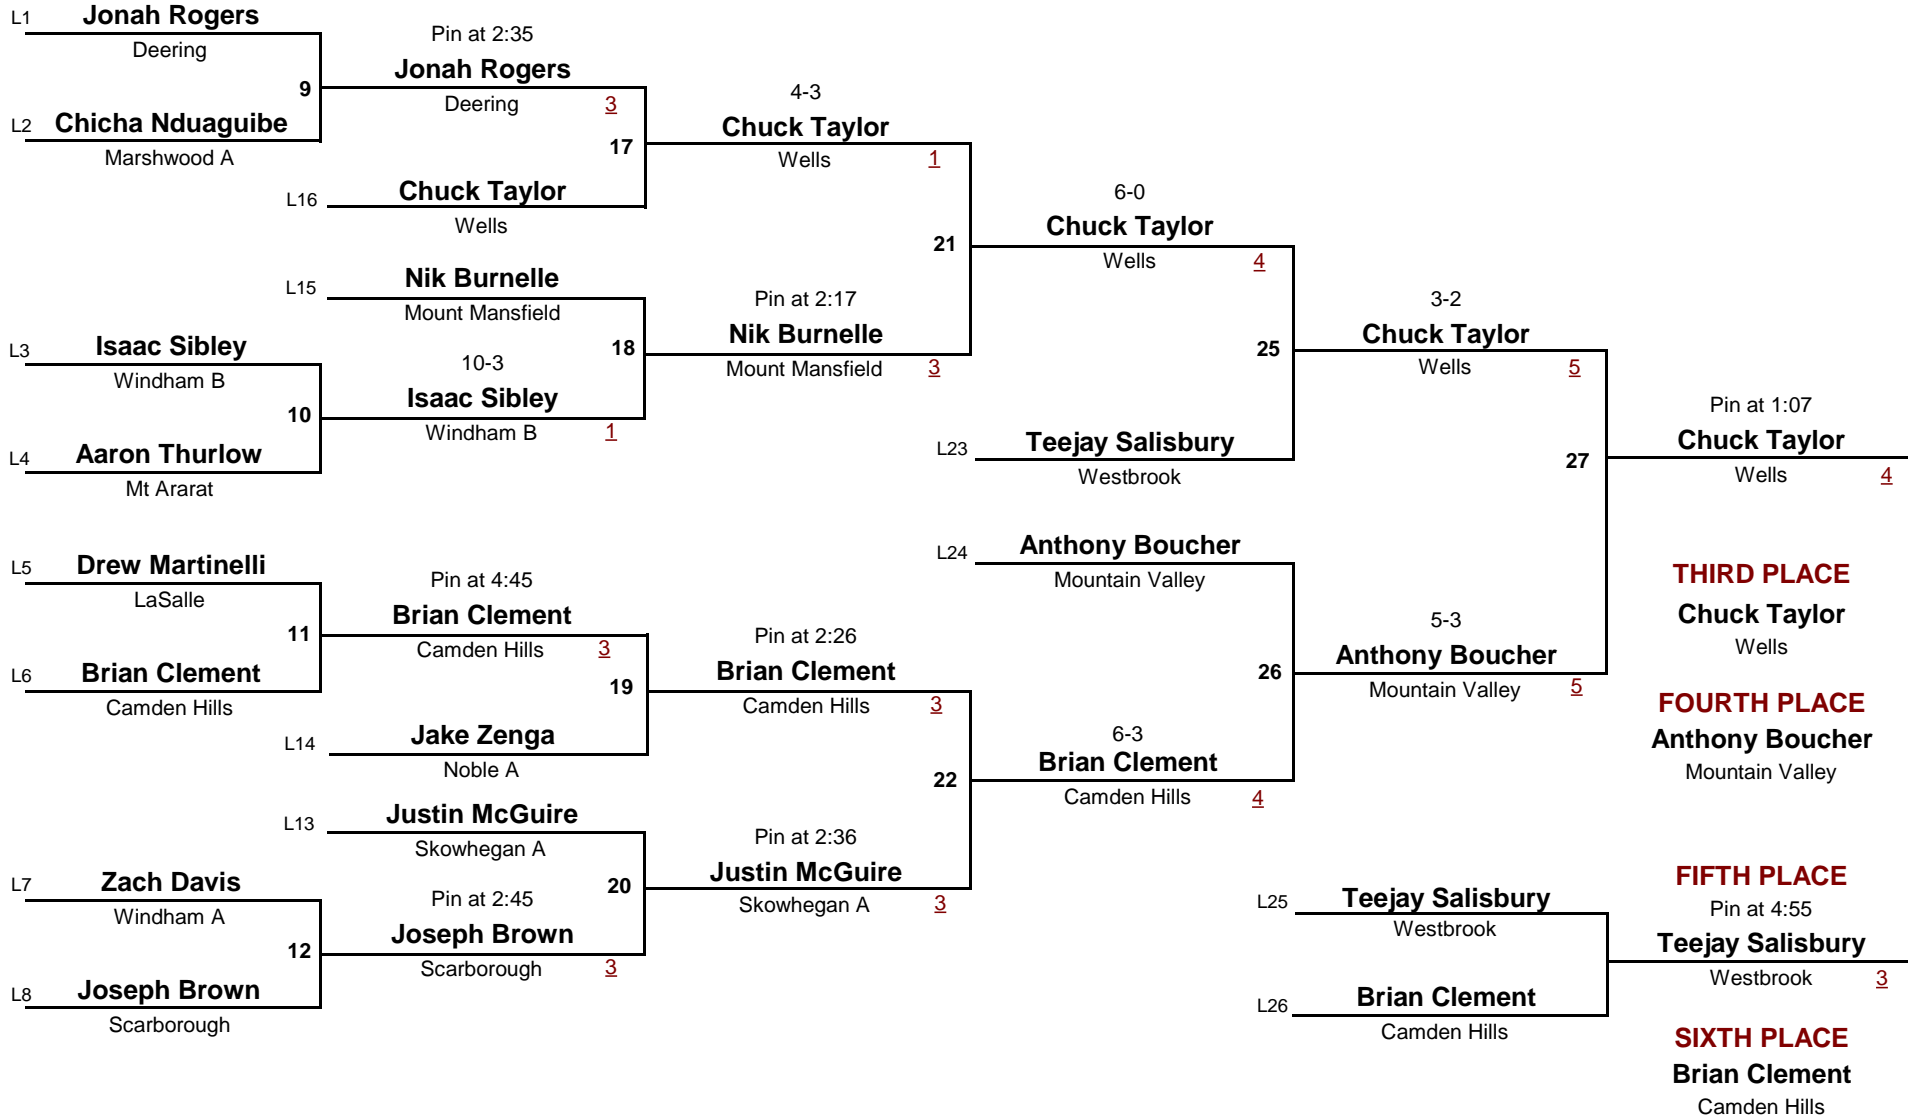 L1 Jonah Rogers
Deering
9
L2 Chicha Nduaguibe
Marshwood A
Pin at 2:35
Jonah Rogers
Deering 3
17
L16 Chuck Taylor
Wells
4-3
Chuck Taylor
Wells 1
L15 Nik Burnelle
Mount Mansfield
18
L3 Isaac Sibley
Windham B
10
L4 Aaron Thurlow
Mt Ararat
10-3
Isaac Sibley
Windham B 1
Pin at 2:17
Nik Burnelle
Mount Mansfield 3
21
6-0
Chuck Taylor
Wells 4
25
L23 Teejay Salisbury
Westbrook
3-2
Chuck Taylor
Wells 5
27
Pin at 1:07
Chuck Taylor
Wells 4
L5 Drew Martinelli
LaSalle
11
L6 Brian Clement
Camden Hills
Pin at 4:45
Brian Clement
Camden Hills 3
19
L14 Jake Zenga
Noble A
Pin at 2:26
Brian Clement
Camden Hills 3
22
L13 Justin McGuire
Skowhegan A
20
L7 Zach Davis
Windham A
12
L8 Joseph Brown
Scarborough
Pin at 2:45
Joseph Brown
Scarborough 3
Pin at 2:36
Justin McGuire
Skowhegan A 3
L24 Anthony Boucher
Mountain Valley
26
6-3
Brian Clement
Camden Hills 4
5-3
Anthony Boucher
Mountain Valley 5
THIRD PLACE
Chuck Taylor
Wells
FOURTH PLACE
Anthony Boucher
Mountain Valley
L25 Teejay Salisbury
Westbrook
L26 Brian Clement
Camden Hills
FIFTH PLACE
Pin at 4:55
Teejay Salisbury
Westbrook 3
SIXTH PLACE
Brian Clement
Camden Hills